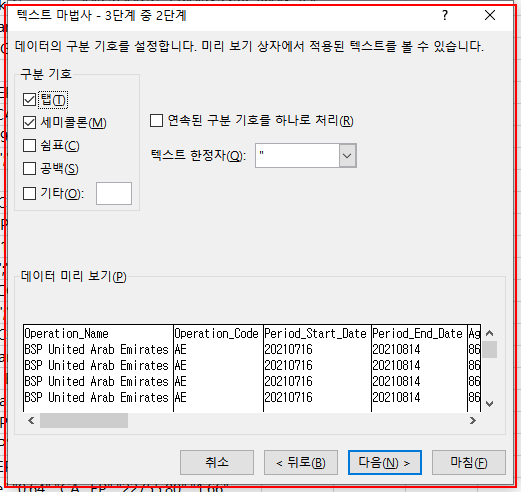 텍스트 마법사 - 3단계 중 2단계
데이터의 구분 기호를 설정합니다. 미리 보기 상자에서 적용된 텍스트를 볼 수 있습니다.
구분 기호
탭(T)
세미콜론(M)
쉼표(C)
공백(S)
기타(O):
연속된 구분 기호를 하나로 처리(R)
텍스트 한정자(Q): "
데이터 미리 보기(P)
Operation_Name Operation_Code Period_Start_Date Period_End_Date Ag
BSP United Arab Emirates AE 20210716 20210814 86
BSP United Arab Emirates AE 20210716 20210814 86
BSP United Arab Emirates AE 20210716 20210814 86
BSP United Arab Emirates AE 20210716 20210814 86
취소 < 뒤로(B) 다음(N) > 마침(F)